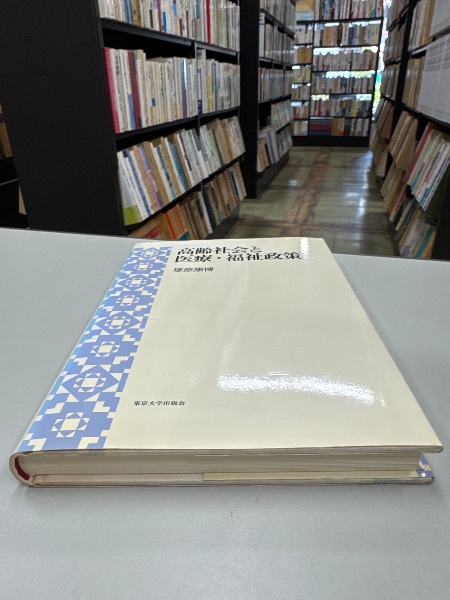 高齢社会と
医療・福祉政策
塚原康博
東京大学出版会